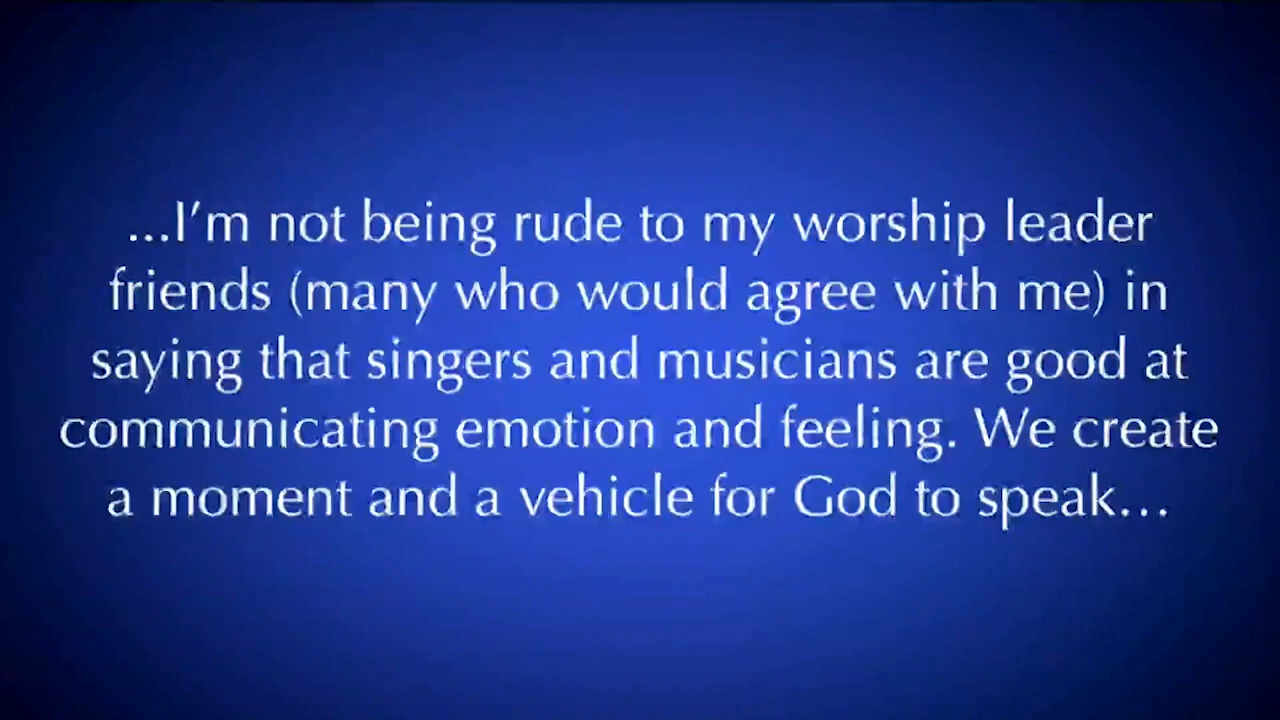 ...I’m not being rude to my worship leader
friends (many who would agree with me) in
saying that singers and musicians are good at
communicating emotion and feeling. We create
a moment and a vehicle for God to speak...